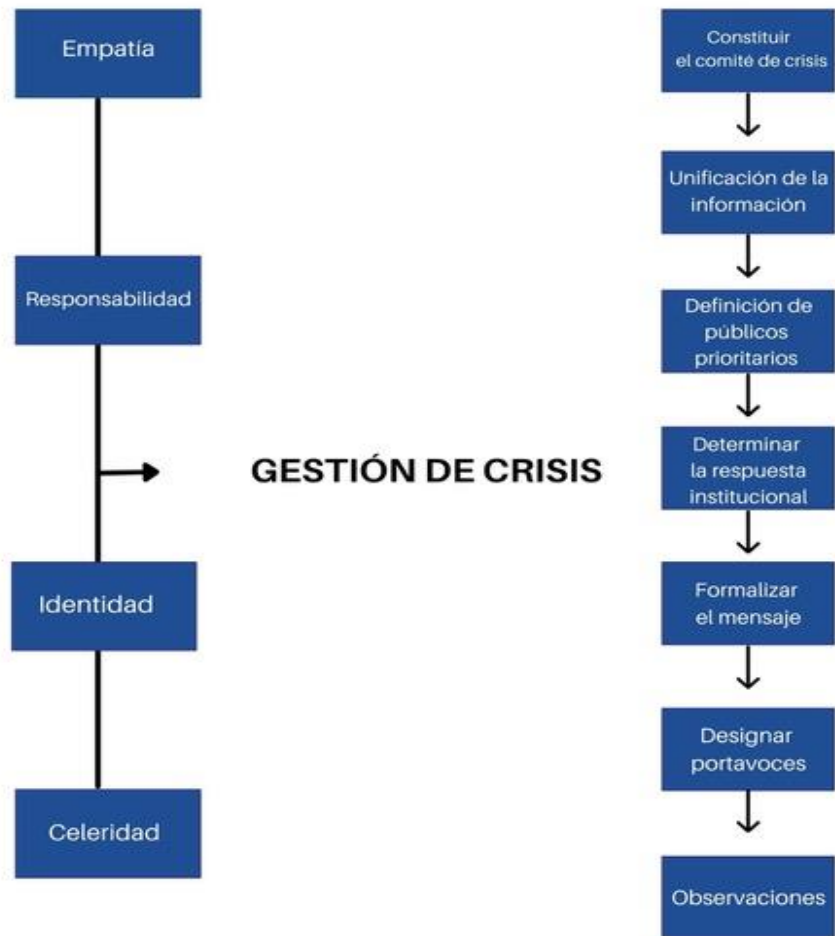 Empatía
Responsabilidad
Identidad
Celeridad
GESTIÓN DE CRISIS
Constituir
el comité de crisis
Unificación de la
información
Definición de
públicos
prioritarios
Determinar
la respuesta
institucional
Formalizar
el mensaje
Designar
portavoces
Observaciones